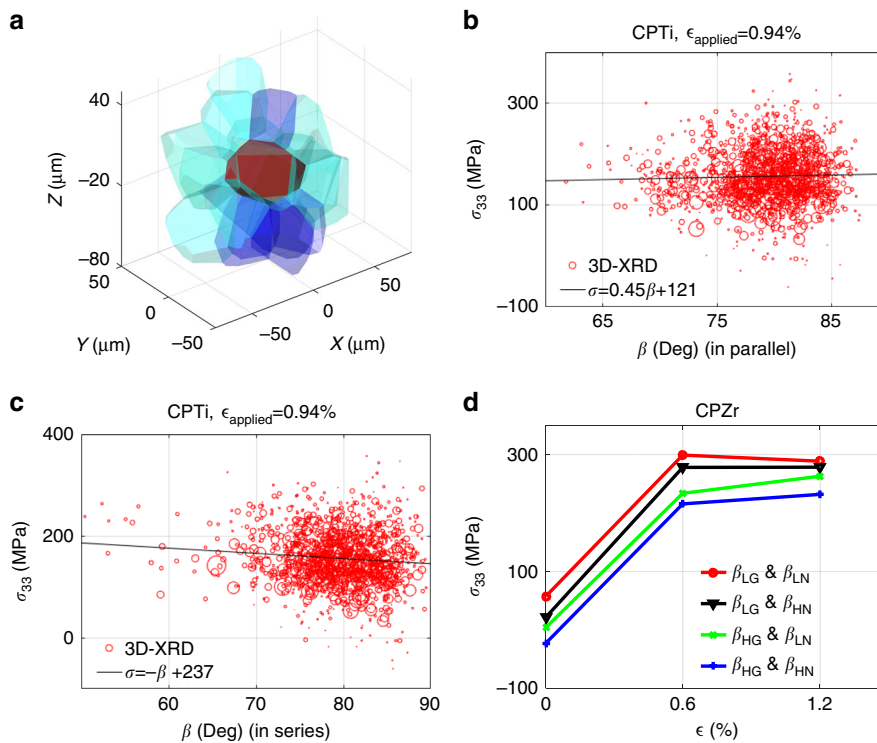 a
40
−20
−80
Z (μm)
50
0
−50
Y (μm)
−50
0
50
X (μm)
b
CPTi, ϵapplied=0.94%
300
100
−100
σ33 (MPa)
3D-XRD
σ=0.45β+121
65
75
85
β (Deg) (in parallel)
c
CPTi, ϵapplied=0.94%
400
200
0
σ33 (MPa)
3D-XRD
σ=−β +237
60
70
80
90
β (Deg) (in series)
d
CPZr
300
100
−100
σ33 (MPa)
βLG & βLN
βLG & βHN
βHG & βLN
βHG & βHN
0
0.6
1.2
ϵ (%)